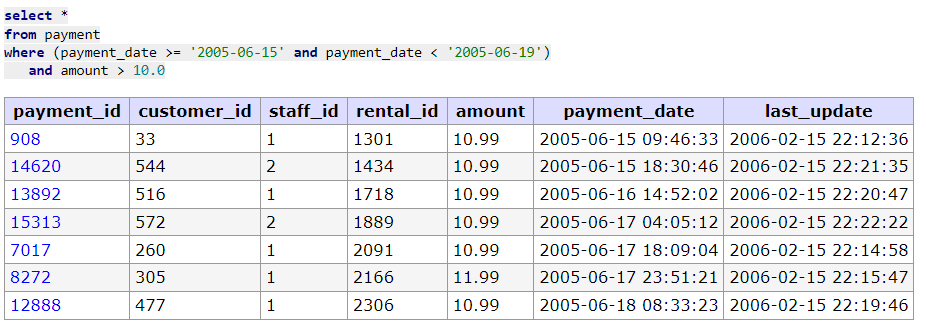 select *
from payment
where (payment_date >= '2005-06-15' and payment_date < '2005-06-19')
and amount > 10.0
payment_id customer_id staff_id rental_id amount payment_date last_update
908 33 1 1301 10.99 2005-06-15 09:46:33 2006-02-15 22:12:36
14620 544 2 1434 10.99 2005-06-15 18:30:46 2006-02-15 22:21:35
13892 516 1 1718 10.99 2005-06-16 14:52:02 2006-02-15 22:20:47
15313 572 2 1889 10.99 2005-06-17 04:05:12 2006-02-15 22:22:22
7017 260 1 2091 10.99 2005-06-17 18:09:04 2006-02-15 22:14:58
8272 305 1 2166 11.99 2005-06-17 23:51:21 2006-02-15 22:15:47
12888 477 1 2306 10.99 2005-06-18 08:33:23 2006-02-15 22:19:46